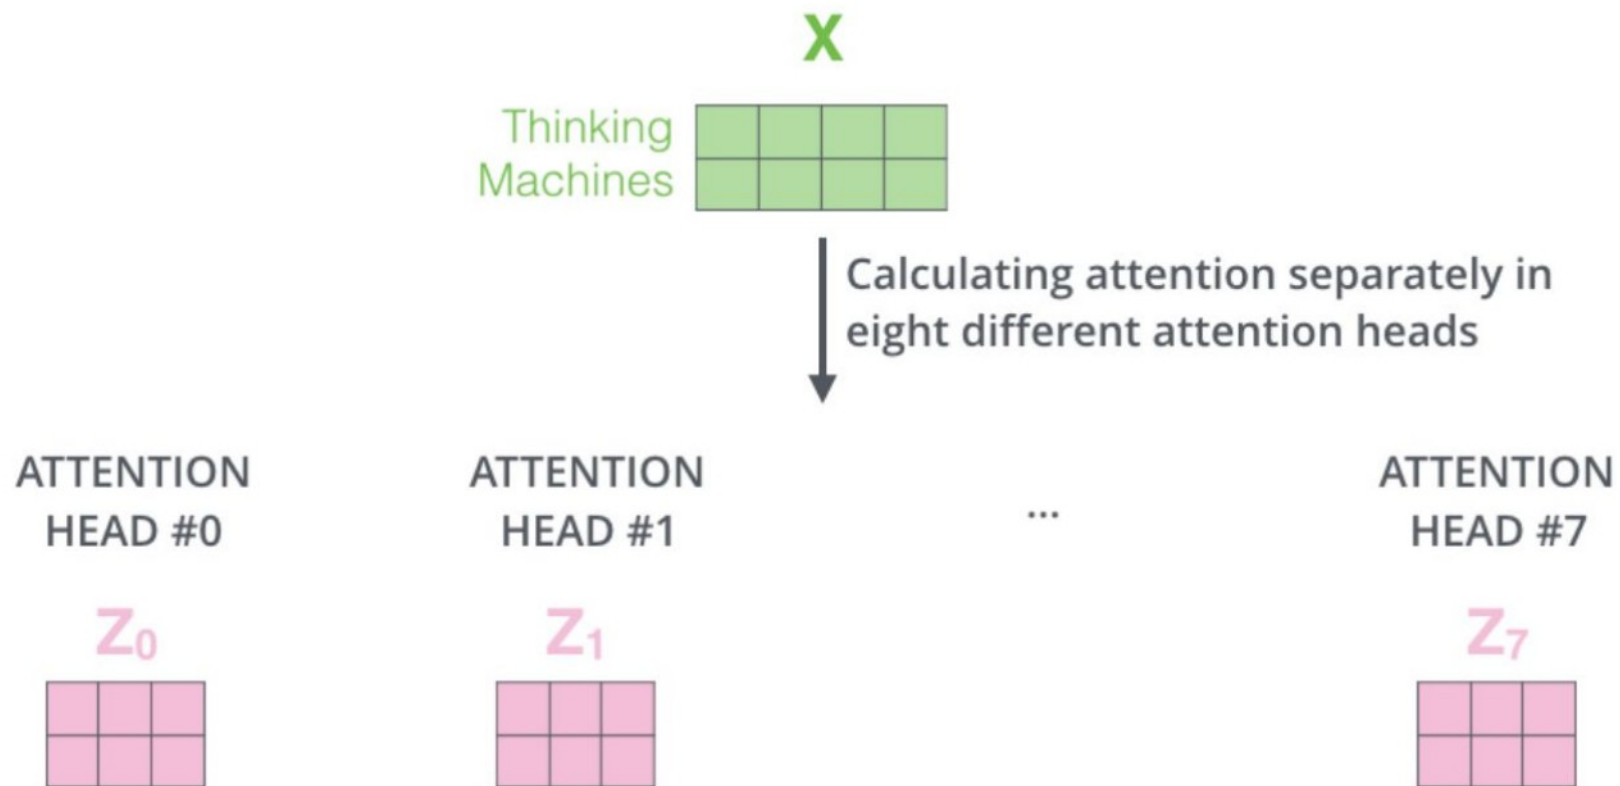 X
Thinking
Machines
Calculating attention separately in
eight different attention heads
ATTENTION
HEAD #0
ATTENTION
HEAD #1
...
ATTENTION
HEAD #7
Z0
Z1
Z7